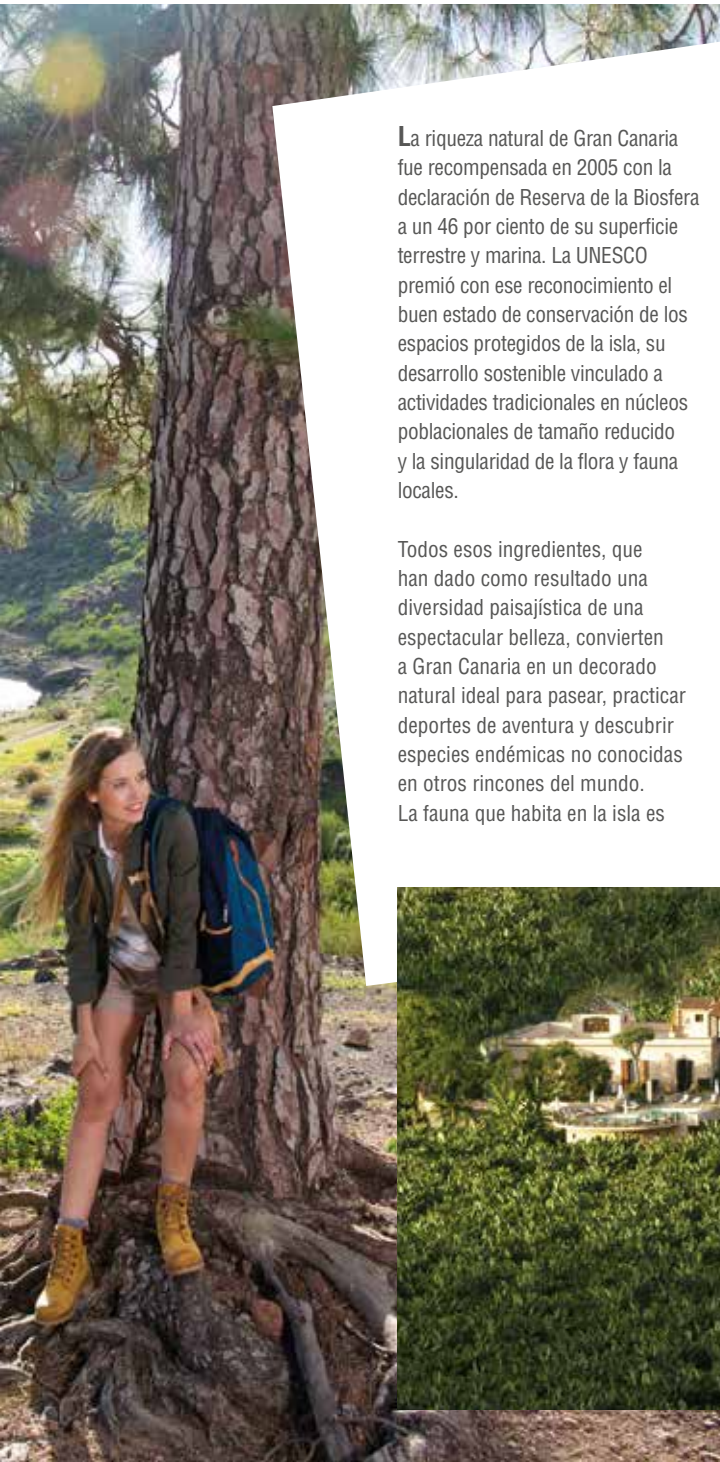 La riqueza natural de Gran Canaria
fue recompensada en 2005 con la
declaración de Reserva de la Biosfera
a un 46 por ciento de su superficie
terrestre y marina. La UNESCO
premió con ese reconocimiento el
buen estado de conservación de los
espacios protegidos de la isla, su
desarrollo sostenible vinculado a
actividades tradicionales en núcleos
poblacionales de tamaño reducido
y la singularidad de la flora y fauna
locales.
Todos esos ingredientes, que
han dado como resultado una
diversidad paisajística de una
espectacular belleza, convierten
a Gran Canaria en un decorado
natural ideal para pasear, practicar
deportes de aventura y descubrir
especies endémicas no conocidas
en otros rincones del mundo.
La fauna que habita en la isla es